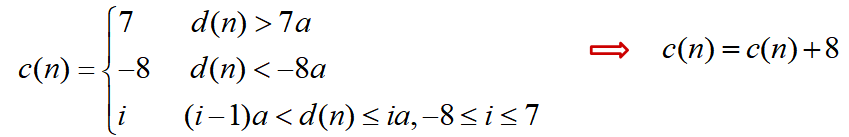 c(n) = { 7 d(n) > 7a
−8 d(n) < −8a
i (i−1)a < d(n) ≤ ia, −8 ≤ i ≤ 7
⇒ c(n) = c(n) + 8